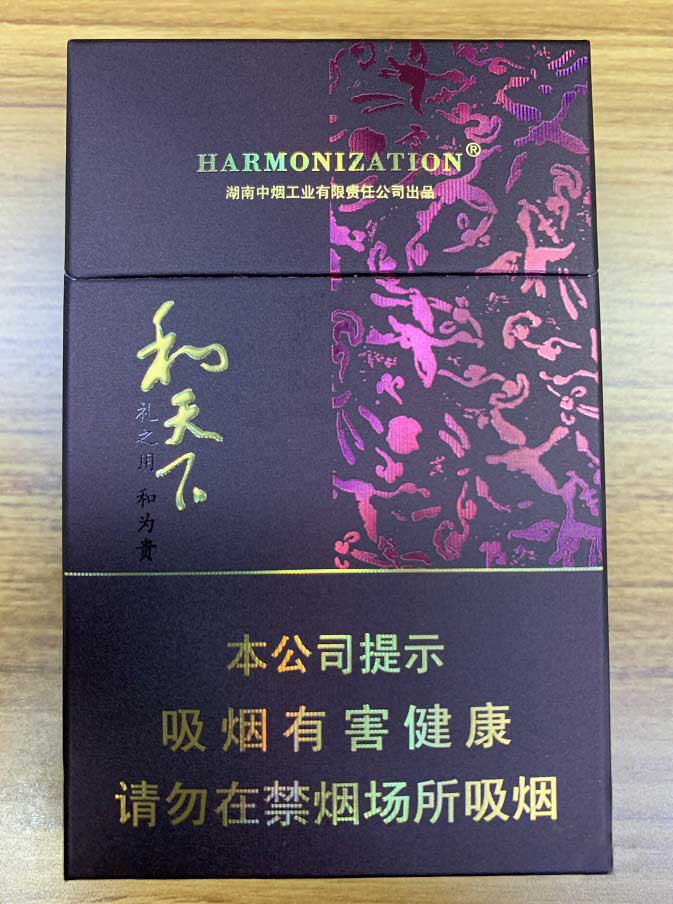 HARMONIZATION®
湖南中烟工业有限责任公司出品
和天下
礼之用 和为贵
本公司提示
吸烟有害健康
请勿在禁烟场所吸烟